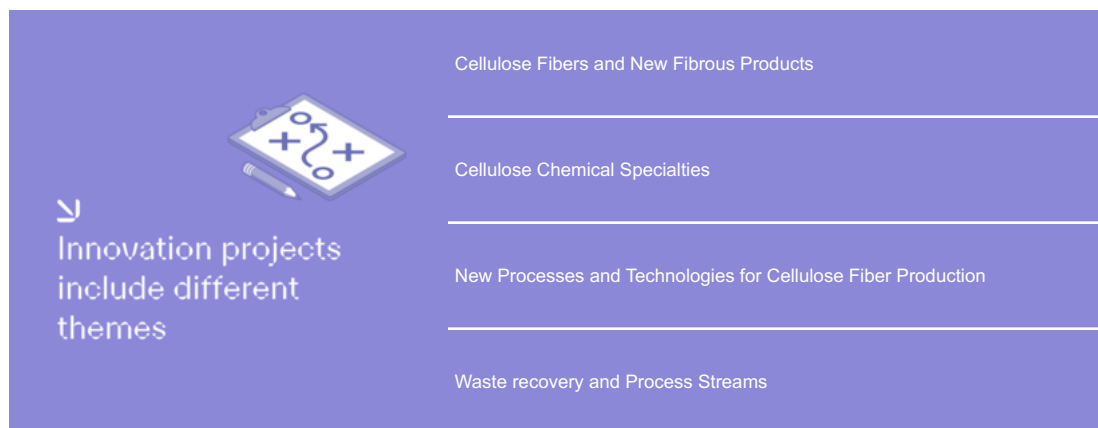 Innovation projects
include different
themes
Cellulose Fibers and New Fibrous Products
Cellulose Chemical Specialties
New Processes and Technologies for Cellulose Fiber Production
Waste recovery and Process Streams